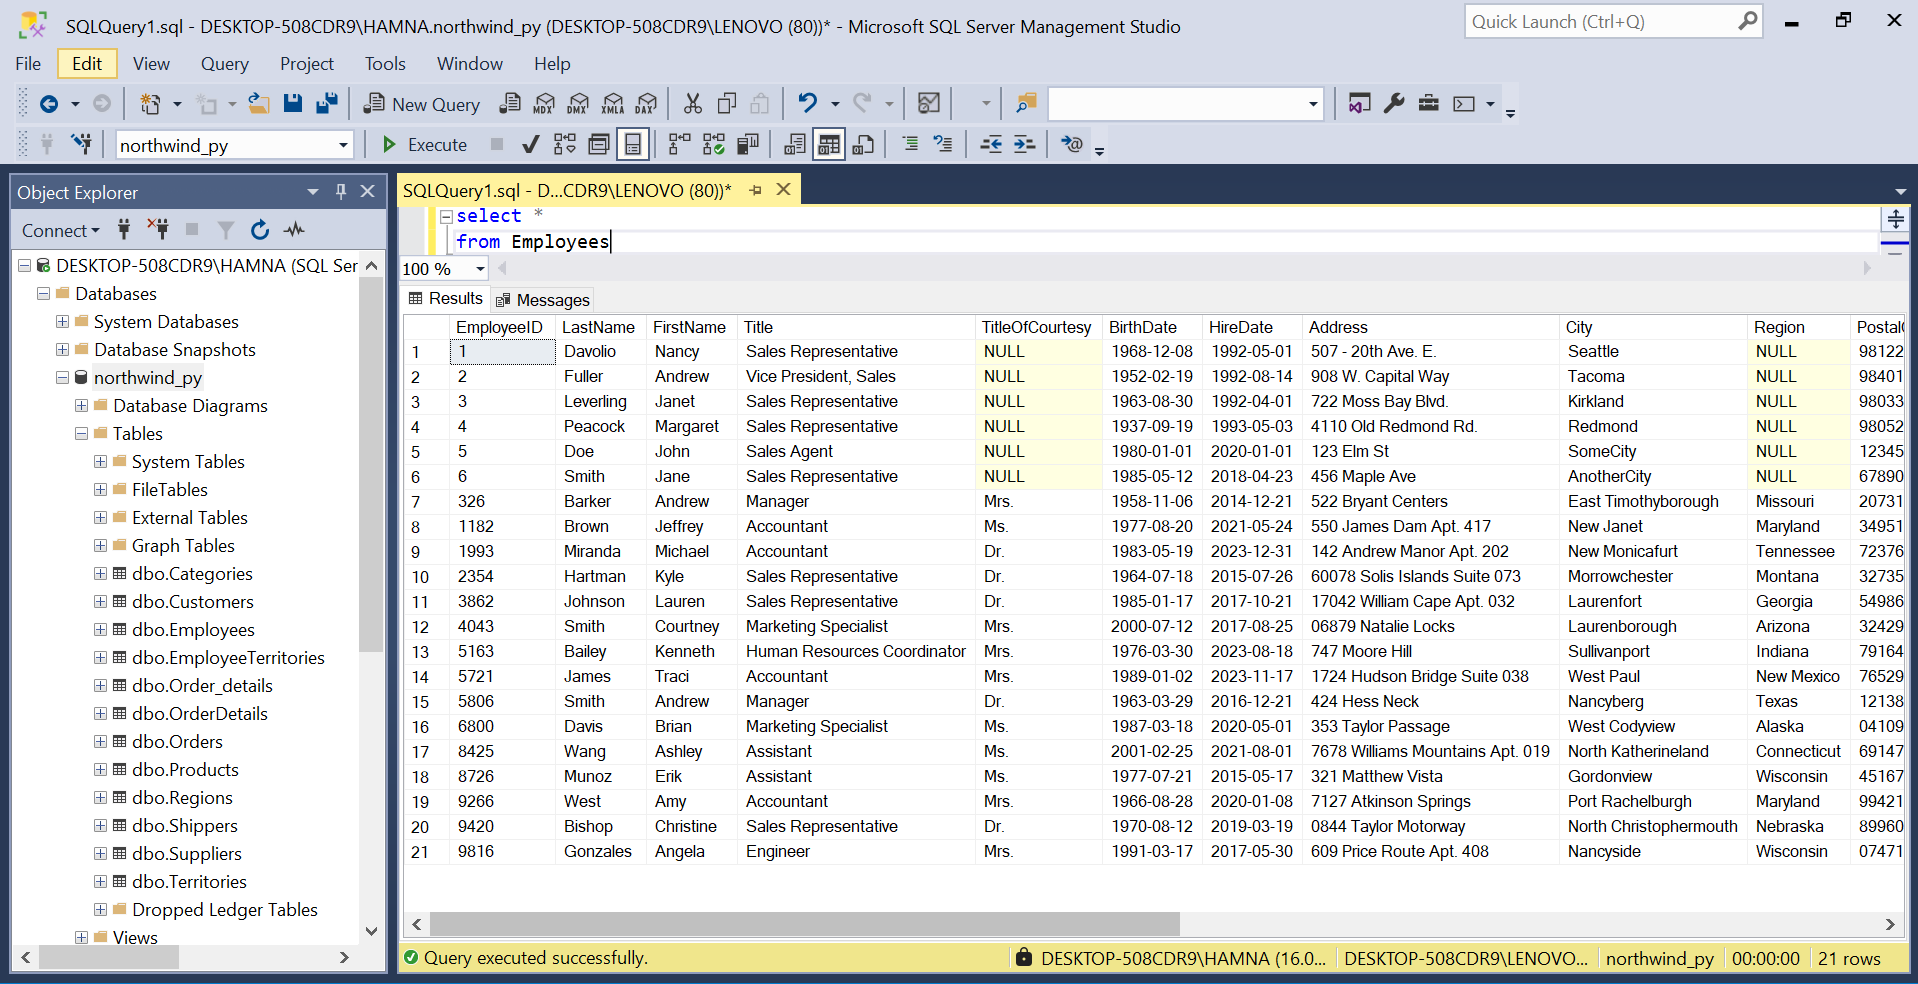 SQLQuery1.sql - DESKTOP-508CDR9\HAMNA.northwind_py (DESKTOP-508CDR9\LENOVO (80))* - Microsoft SQL Server Management Studio
Quick Launch (Ctrl+Q)
File Edit View Query Project Tools Window Help
New Query MDX DMX XMLA DAX
northwind_py Execute
Object Explorer
Connect
DESKTOP-508CDR9\HAMNA (SQL Ser
Databases
System Databases
Database Snapshots
northwind_py
Database Diagrams
Tables
System Tables
FileTables
External Tables
Graph Tables
dbo.Categories
dbo.Customers
dbo.Employees
dbo.EmployeeTerritories
dbo.Order_details
dbo.OrderDetails
dbo.Orders
dbo.Products
dbo.Regions
dbo.Shippers
dbo.Suppliers
dbo.Territories
Dropped Ledger Tables
Views
SQLQuery1.sql - D...CDR9\LENOVO (80))*
select *
from Employees
100 %
Results Messages
EmployeeID LastName FirstName Title TitleOfCourtesy BirthDate HireDate Address City Region Postal
1 1 Davolio Nancy Sales Representative NULL 1968-12-08 1992-05-01 507 - 20th Ave. E. Seattle NULL 98122
2 2 Fuller Andrew Vice President, Sales NULL 1952-02-19 1992-08-14 908 W. Capital Way Tacoma NULL 98401
3 3 Leverling Janet Sales Representative NULL 1963-08-30 1992-04-01 722 Moss Bay Blvd. Kirkland NULL 98033
4 4 Peacock Margaret Sales Representative NULL 1937-09-19 1993-05-03 4110 Old Redmond Rd. Redmond NULL 98052
5 5 Doe John Sales Agent NULL 1980-01-01 2020-01-01 123 Elm St SomeCity NULL 12345
6 6 Smith Jane Sales Representative NULL 1985-05-12 2018-04-23 456 Maple Ave AnotherCity NULL 67890
7 326 Barker Andrew Manager Mrs. 1958-11-06 2014-12-21 522 Bryant Centers East Timothyborough Missouri 20731
8 1182 Brown Jeffrey Accountant Ms. 1977-08-20 2021-05-24 550 James Dam Apt. 417 New Janet Maryland 34951
9 1993 Miranda Michael Accountant Dr. 1983-05-19 2023-12-31 142 Andrew Manor Apt. 202 New Monicafurt Tennessee 72376
10 2354 Hartman Kyle Sales Representative Dr. 1964-07-18 2015-07-26 60078 Solis Islands Suite 073 Morrowchester Montana 32735
11 3862 Johnson Lauren Sales Representative Dr. 1985-01-17 2017-10-21 17042 William Cape Apt. 032 Laurenfort Georgia 54986
12 4043 Smith Courtney Marketing Specialist Mrs. 2000-07-12 2017-08-25 06879 Natalie Locks Laurenborough Arizona 32429
13 5163 Bailey Kenneth Human Resources Coordinator Mrs. 1976-03-30 2023-08-18 747 Moore Hill Sullivanport Indiana 79164
14 5721 James Traci Accountant Mrs. 1989-01-02 2023-11-17 1724 Hudson Bridge Suite 038 West Paul New Mexico 76529
15 5806 Smith Andrew Manager Dr. 1963-03-29 2016-12-21 424 Hess Neck Nancyberg Texas 12138
16 6800 Davis Brian Marketing Specialist Ms. 1987-03-18 2020-05-01 353 Taylor Passage West Codyview Alaska 04109
17 8425 Wang Ashley Assistant Ms. 2001-02-25 2021-08-01 7678 Williams Mountains Apt. 019 North Katherineland Connecticut 69147
18 8726 Munoz Erik Assistant Ms. 1977-07-21 2015-05-17 321 Matthew Vista Gordonview Wisconsin 45167
19 9266 West Amy Accountant Mrs. 1966-08-28 2020-01-08 7127 Atkinson Springs Port Rachelburgh Maryland 99421
20 9420 Bishop Christine Sales Representative Dr. 1970-08-12 2019-03-19 0844 Taylor Motorway North Christophermouth Nebraska 89960
21 9816 Gonzales Angela Engineer Mrs. 1991-03-17 2017-05-30 609 Price Route Apt. 408 Nancyside Wisconsin 07471
Query executed successfully. DESKTOP-508CDR9\HAMNA (16.0... DESKTOP-508CDR9\LENOVO... northwind_py 00:00:00 21 rows